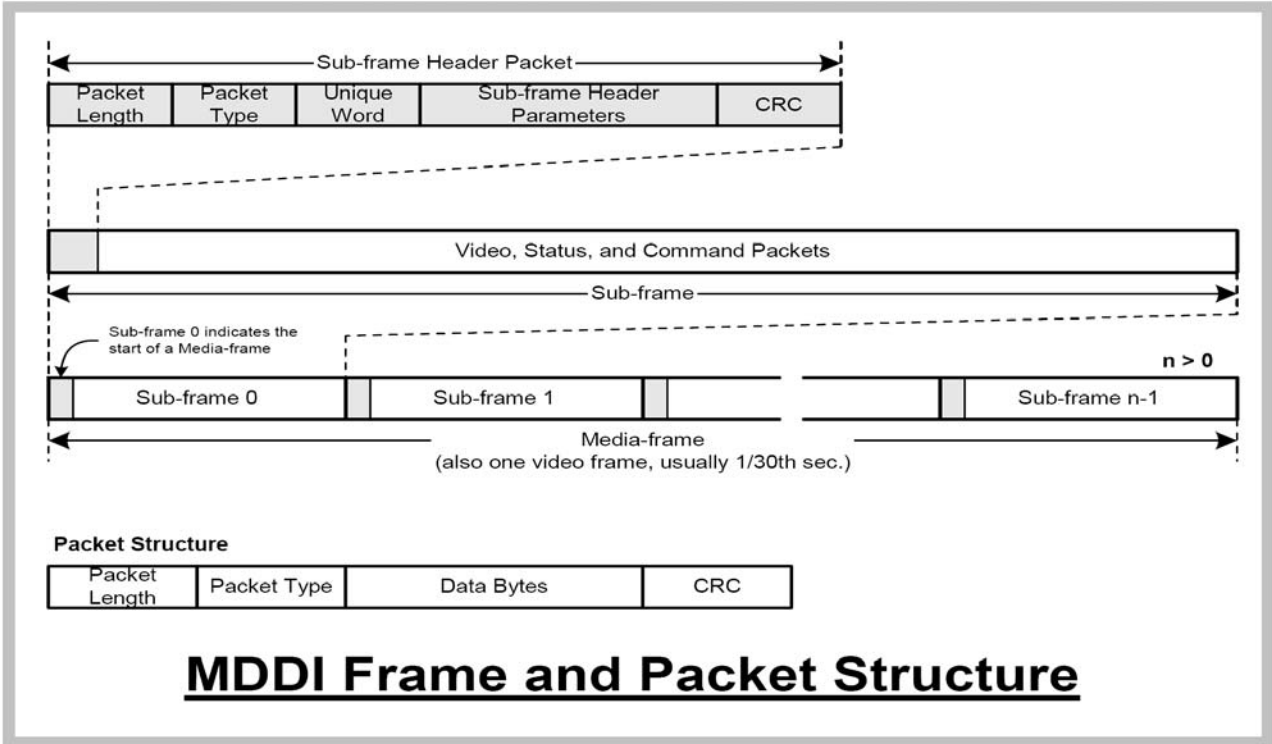 Sub-frame Header Packet
Packet Length
Packet Type
Unique Word
Sub-frame Header Parameters
CRC
Video, Status, and Command Packets
Sub-frame
Sub-frame 0 indicates the
start of a Media-frame
n > 0
Sub-frame 0
Sub-frame 1
Sub-frame n-1
Media-frame
(also one video frame, usually 1/30th sec.)
Packet Structure
Packet Length
Packet Type
Data Bytes
CRC
MDDI Frame and Packet Structure